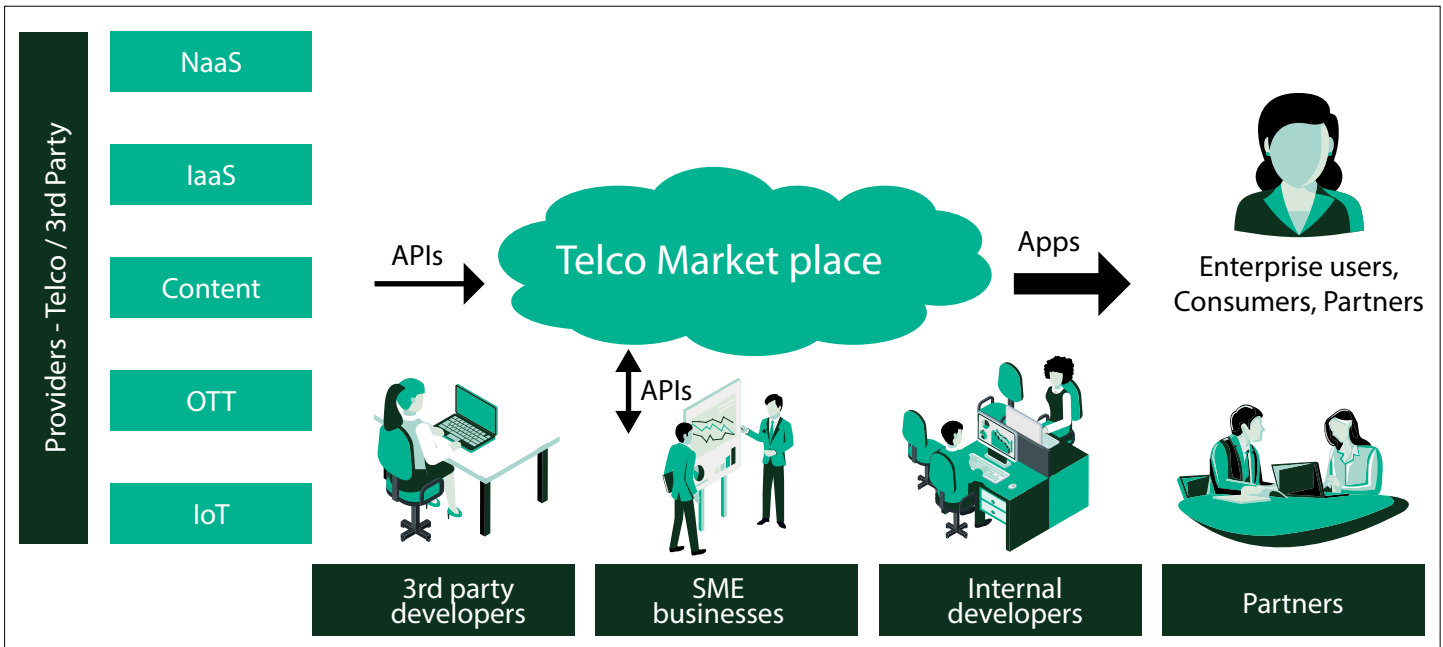 Providers - Telco / 3rd Party
NaaS
IaaS
Content
OTT
IoT
APIs
Telco Market place
Apps
Enterprise users,
Consumers, Partners
APIs
3rd party
developers
SME
businesses
Internal
developers
Partners